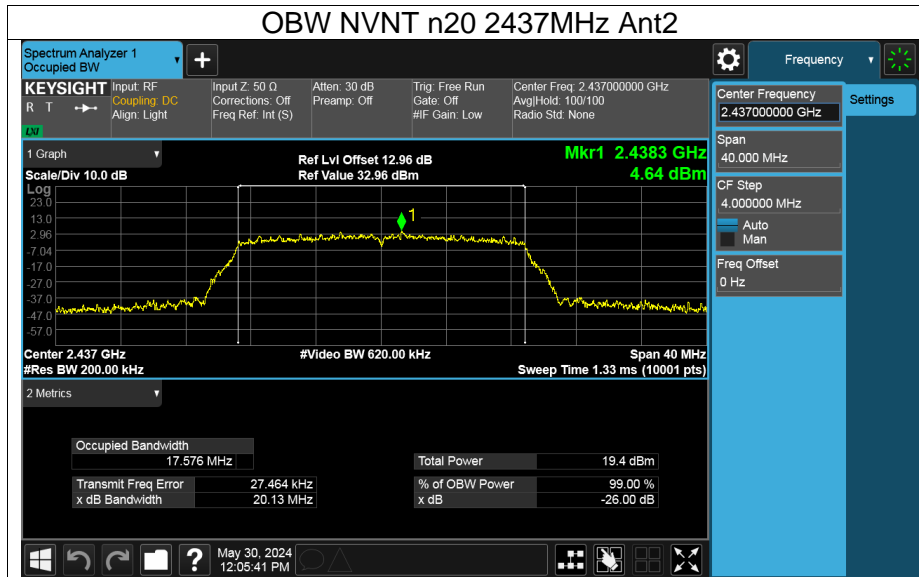 OBW NVNT n20 2437MHz Ant2
Spectrum Analyzer 1
Occupied BW
+
Frequency
KEYSIGHT
R T
LXI
Input: RF
Coupling: DC
Align: Light
Input Z: 50 Ω
Corrections: Off
Freq Ref: Int (S)
Atten: 30 dB
Preamp: Off
Trig: Free Run
Gate: Off
#IF Gain: Low
Center Freq: 2.437000000 GHz
Avg|Hold: 100/100
Radio Std: None
Center Frequency
2.437000000 GHz
Settings
Span
40.000 MHz
CF Step
4.000000 MHz
Auto
Man
Freq Offset
0 Hz
1 Graph
Scale/Div 10.0 dB
Ref Lvl Offset 12.96 dB
Ref Value 32.96 dBm
Mkr1 2.4383 GHz
4.64 dBm
Log
23.0
13.0
2.96
-7.04
-17.0
-27.0
-37.0
-47.0
-57.0
1
Center 2.437 GHz
#Res BW 200.00 kHz
#Video BW 620.00 kHz
Span 40 MHz
Sweep Time 1.33 ms (10001 pts)
2 Metrics
Occupied Bandwidth
17.576 MHz
Transmit Freq Error 27.464 kHz
x dB Bandwidth 20.13 MHz
Total Power 19.4 dBm
% of OBW Power 99.00 %
x dB -26.00 dB
?
May 30, 2024
12:05:41 PM